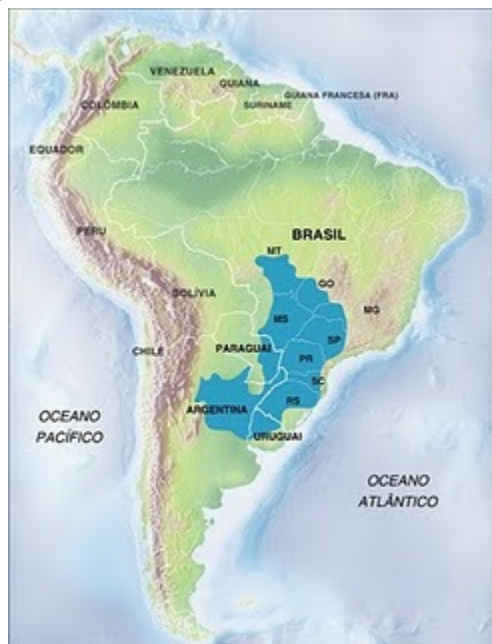 VENEZUELA
GUIANA
GUIANA FRANCESA (FRA)
SURINAME
COLÔMBIA
EQUADOR
PERU
BRASIL
MT
GO
BOLÍVIA
MG
MS
SP
PARAGUAI
CHILE
PR
SC
RS
ARGENTINA
OCEANO
PACÍFICO
URUGUAI
OCEANO
ATLÂNTICO